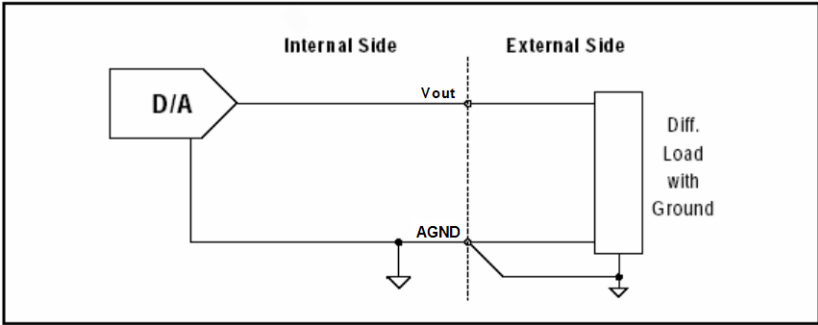 Internal Side
External Side
Vout
D/A
Diff.
Load
with
Ground
AGND